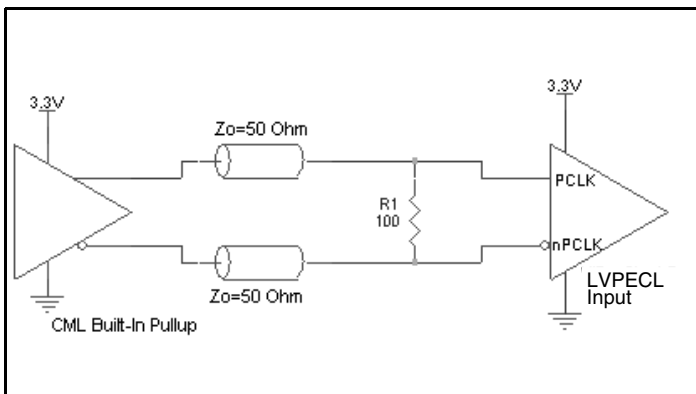 3.3V
3.3V
Zo=50 Ohm
PCLK
R1
100
nPCLK
Zo=50 Ohm
LVPECL
Input
CML Built-In Pullup